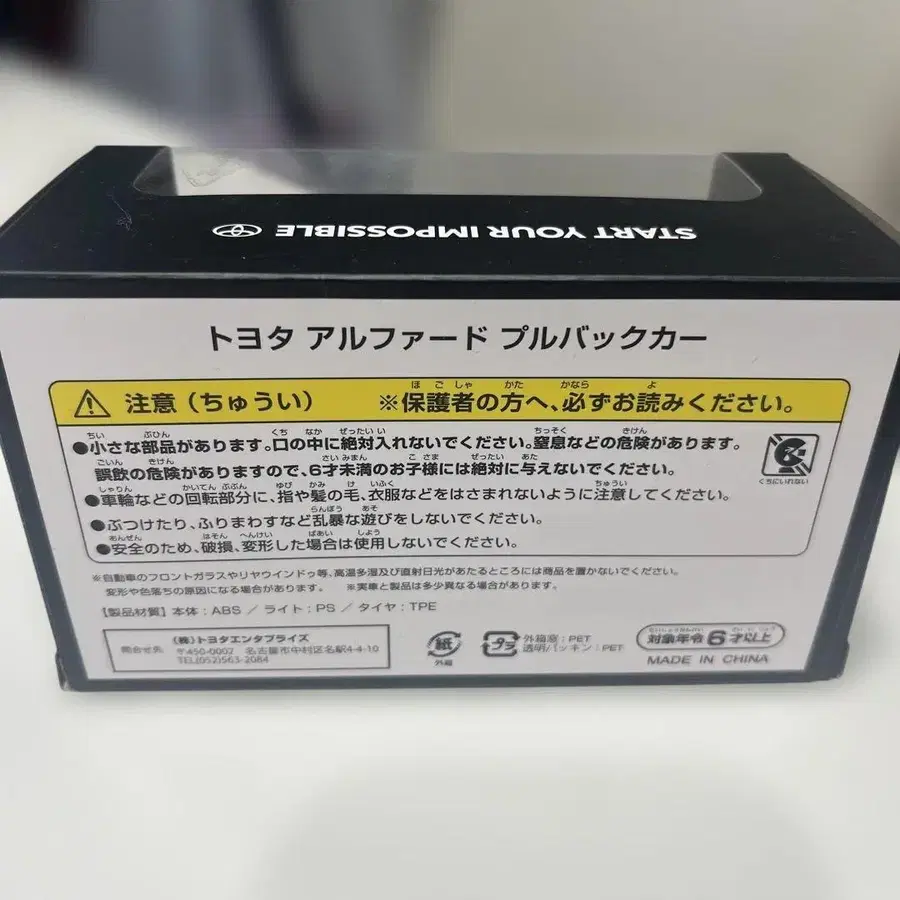 START YOUR IMPOSSIBLE
トヨタ アルファード プルバックカー
注意(ちゅうい) ※保護者の方へ、必ずお読みください。
●小さな部品があります。口の中に絶対入れないでください。窒息などの危険があります。
誤飲の危険がありますので、6才未満のお子様には絶対に与えないでください。
●車輪などの回転部分に、指や髪の毛、衣服などをはさまれないように注意してください。
●ぶつけたり、ふりまわすなど乱暴な遊びをしないでください。
●安全のため、破損、変形した場合は使用しないでください。
くちにいれない
※自動車のフロントガラスやリヤウインドゥ等、高温多湿及び直射日光があたるところには商品を置かないでください。
変形や色落ちの原因になる場合があります。 ※実車と製品は多少異なる場合があります。
【製品材質】本体:ABS / ライト:PS / タイヤ:TPE
問合せ先
(株)トヨタエンタプライズ
〒450-0002 名古屋市中村区名駅4-4-10
TEL(052)563-2084
紙
外箱
プラ
外箱窓:PET
透明パッキン:PET
対象年令6才以上
MADE IN CHINA